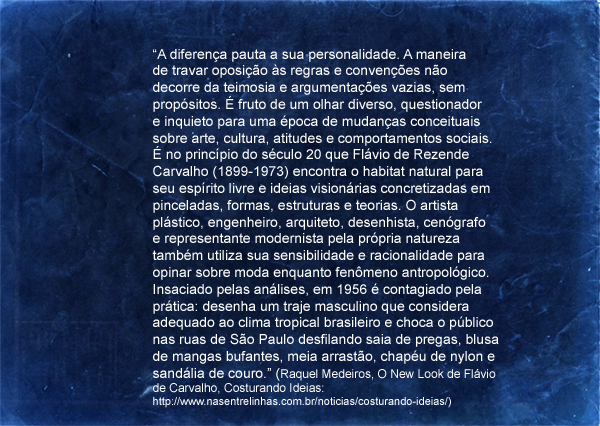 “A diferença pauta a sua personalidade. A maneira
de travar oposição às regras e convenções não
decorre da teimosia e argumentações vazias, sem
propósitos. É fruto de um olhar diverso, questionador
e inquieto para uma época de mudanças conceituais
sobre arte, cultura, atitudes e comportamentos sociais.
É no princípio do século 20 que Flávio de Rezende
Carvalho (1899-1973) encontra o habitat natural para
seu espírito livre e ideias visionárias concretizadas em
pinceladas, formas, estruturas e teorias. O artista
plástico, engenheiro, arquiteto, desenhista, cenógrafo
e representante modernista pela própria natureza
também utiliza sua sensibilidade e racionalidade para
opinar sobre moda enquanto fenômeno antropológico.
Insaciado pelas análises, em 1956 é contagiado pela
prática: desenha um traje masculino que considera
adequado ao clima tropical brasileiro e choca o público
nas ruas de São Paulo desfilando saia de pregas, blusa
de mangas bufantes, meia arrastão, chapéu de nylon e
sandália de couro.” (Raquel Medeiros, O New Look de Flávio
de Carvalho, Costurando Ideias:
http://www.nasentrelinhas.com.br/noticias/costurando-ideias/)